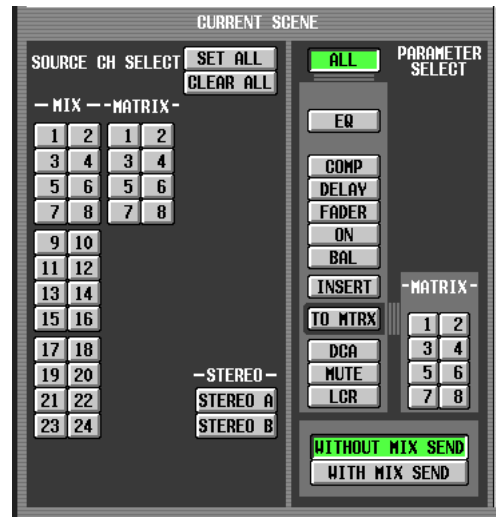 CURRENT SCENE
SOURCE CH SELECT SET ALL
CLEAR ALL
MIX MATRIX
1 2 1 2
3 4 3 4
5 6 5 6
7 8 7 8
9 10
11 12
13 14
15 16
17 18
19 20
21 22
23 24
STEREO
STEREO A
STEREO B
ALL
PARAMETER
SELECT
EQ
COMP
DELAY
FADER
ON
BAL
INSERT
TO MTRX
DCA
MUTE
LCR
MATRIX
1 2
3 4
5 6
7 8
WITHOUT MIX SEND
WITH MIX SEND